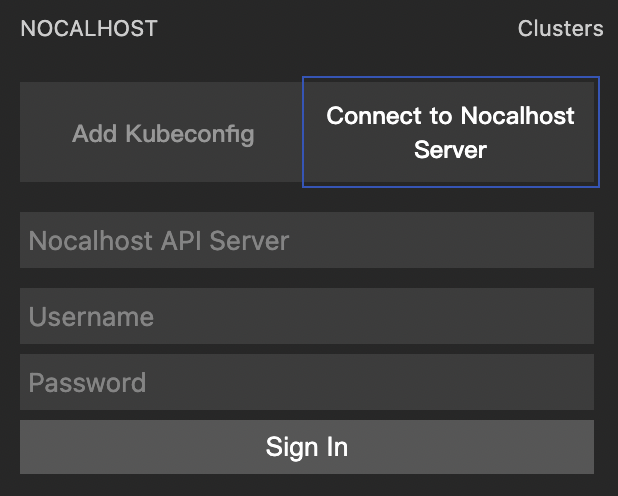 NOCALHOST
Clusters
Add Kubeconfig
Connect to Nocalhost
Server
Nocalhost API Server
Username
Password
Sign In